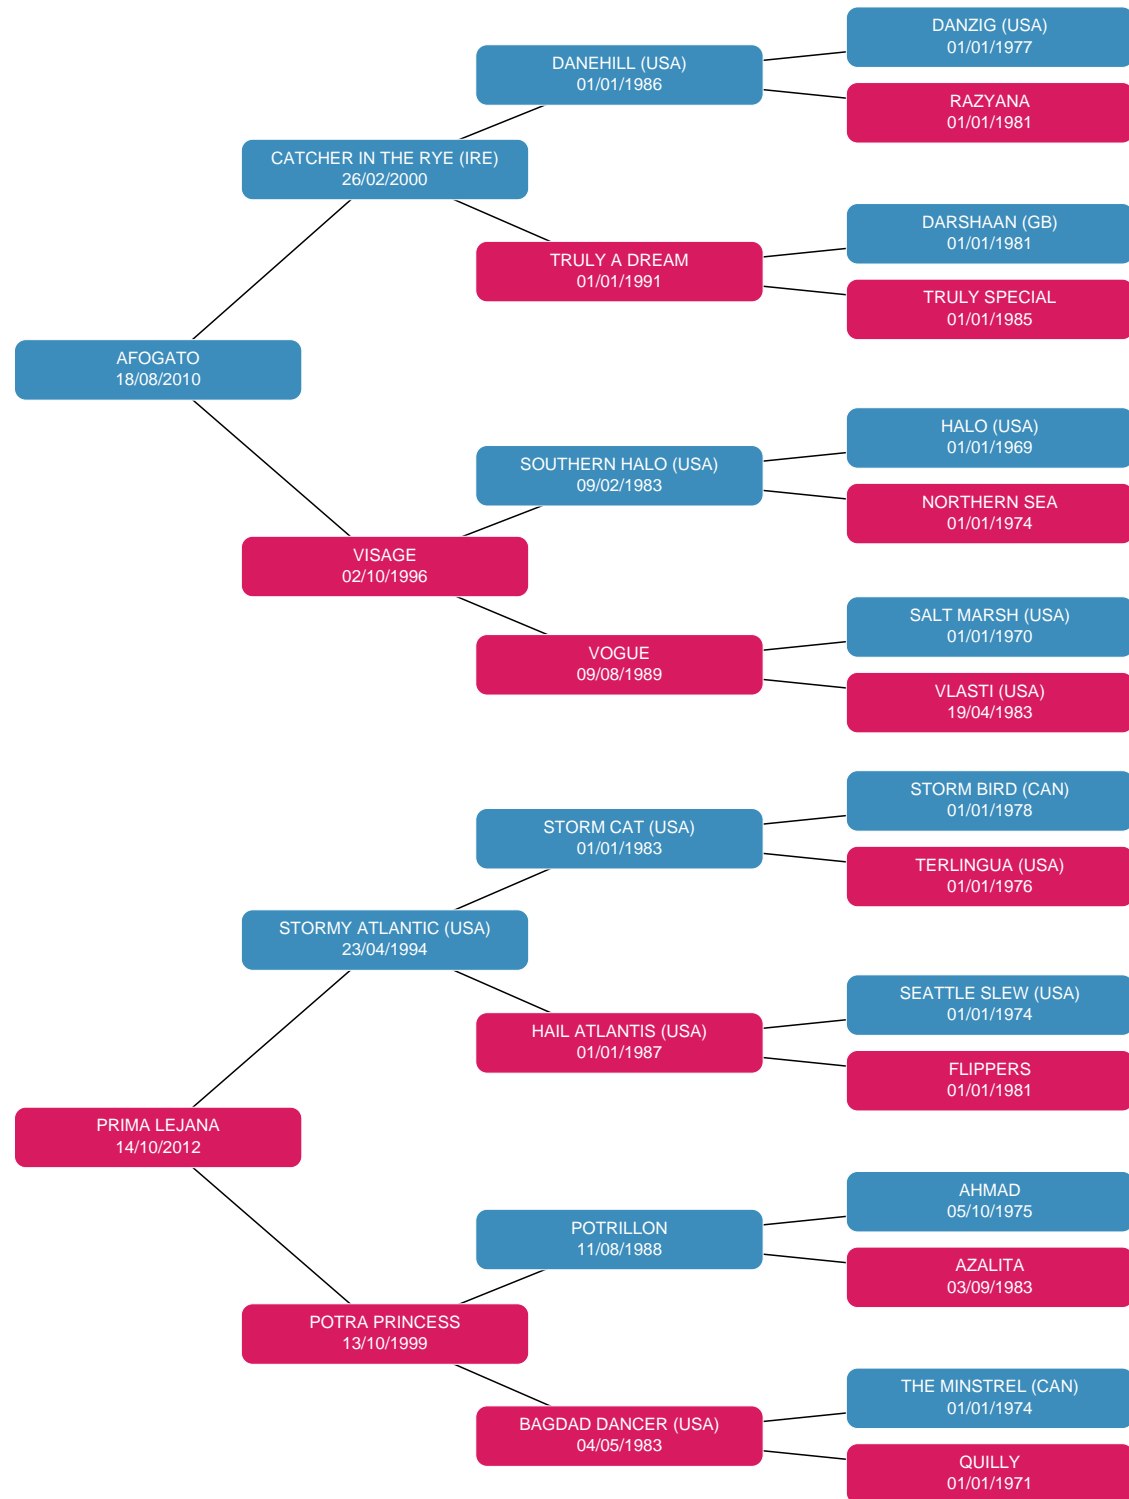 DANZIG (USA)
01/01/1977
DANEHILL (USA)
01/01/1986
RAZYANA
01/01/1981
CATCHER IN THE RYE (IRE)
26/02/2000
DARSHAAN (GB)
01/01/1981
TRULY A DREAM
01/01/1991
TRULY SPECIAL
01/01/1985
AFOGATO
18/08/2010
HALO (USA)
01/01/1969
SOUTHERN HALO (USA)
09/02/1983
NORTHERN SEA
01/01/1974
VISAGE
02/10/1996
SALT MARSH (USA)
01/01/1970
VOGUE
09/08/1989
VLASTI (USA)
19/04/1983
STORM BIRD (CAN)
01/01/1978
STORM CAT (USA)
01/01/1983
TERLINGUA (USA)
01/01/1976
STORMY ATLANTIC (USA)
23/04/1994
SEATTLE SLEW (USA)
01/01/1974
HAIL ATLANTIS (USA)
01/01/1987
FLIPPERS
01/01/1981
PRIMA LEJANA
14/10/2012
AHMAD
05/10/1975
POTRILLON
11/08/1988
AZALITA
03/09/1983
POTRA PRINCESS
13/10/1999
THE MINSTREL (CAN)
01/01/1974
BAGDAD DANCER (USA)
04/05/1983
QUILLY
01/01/1971